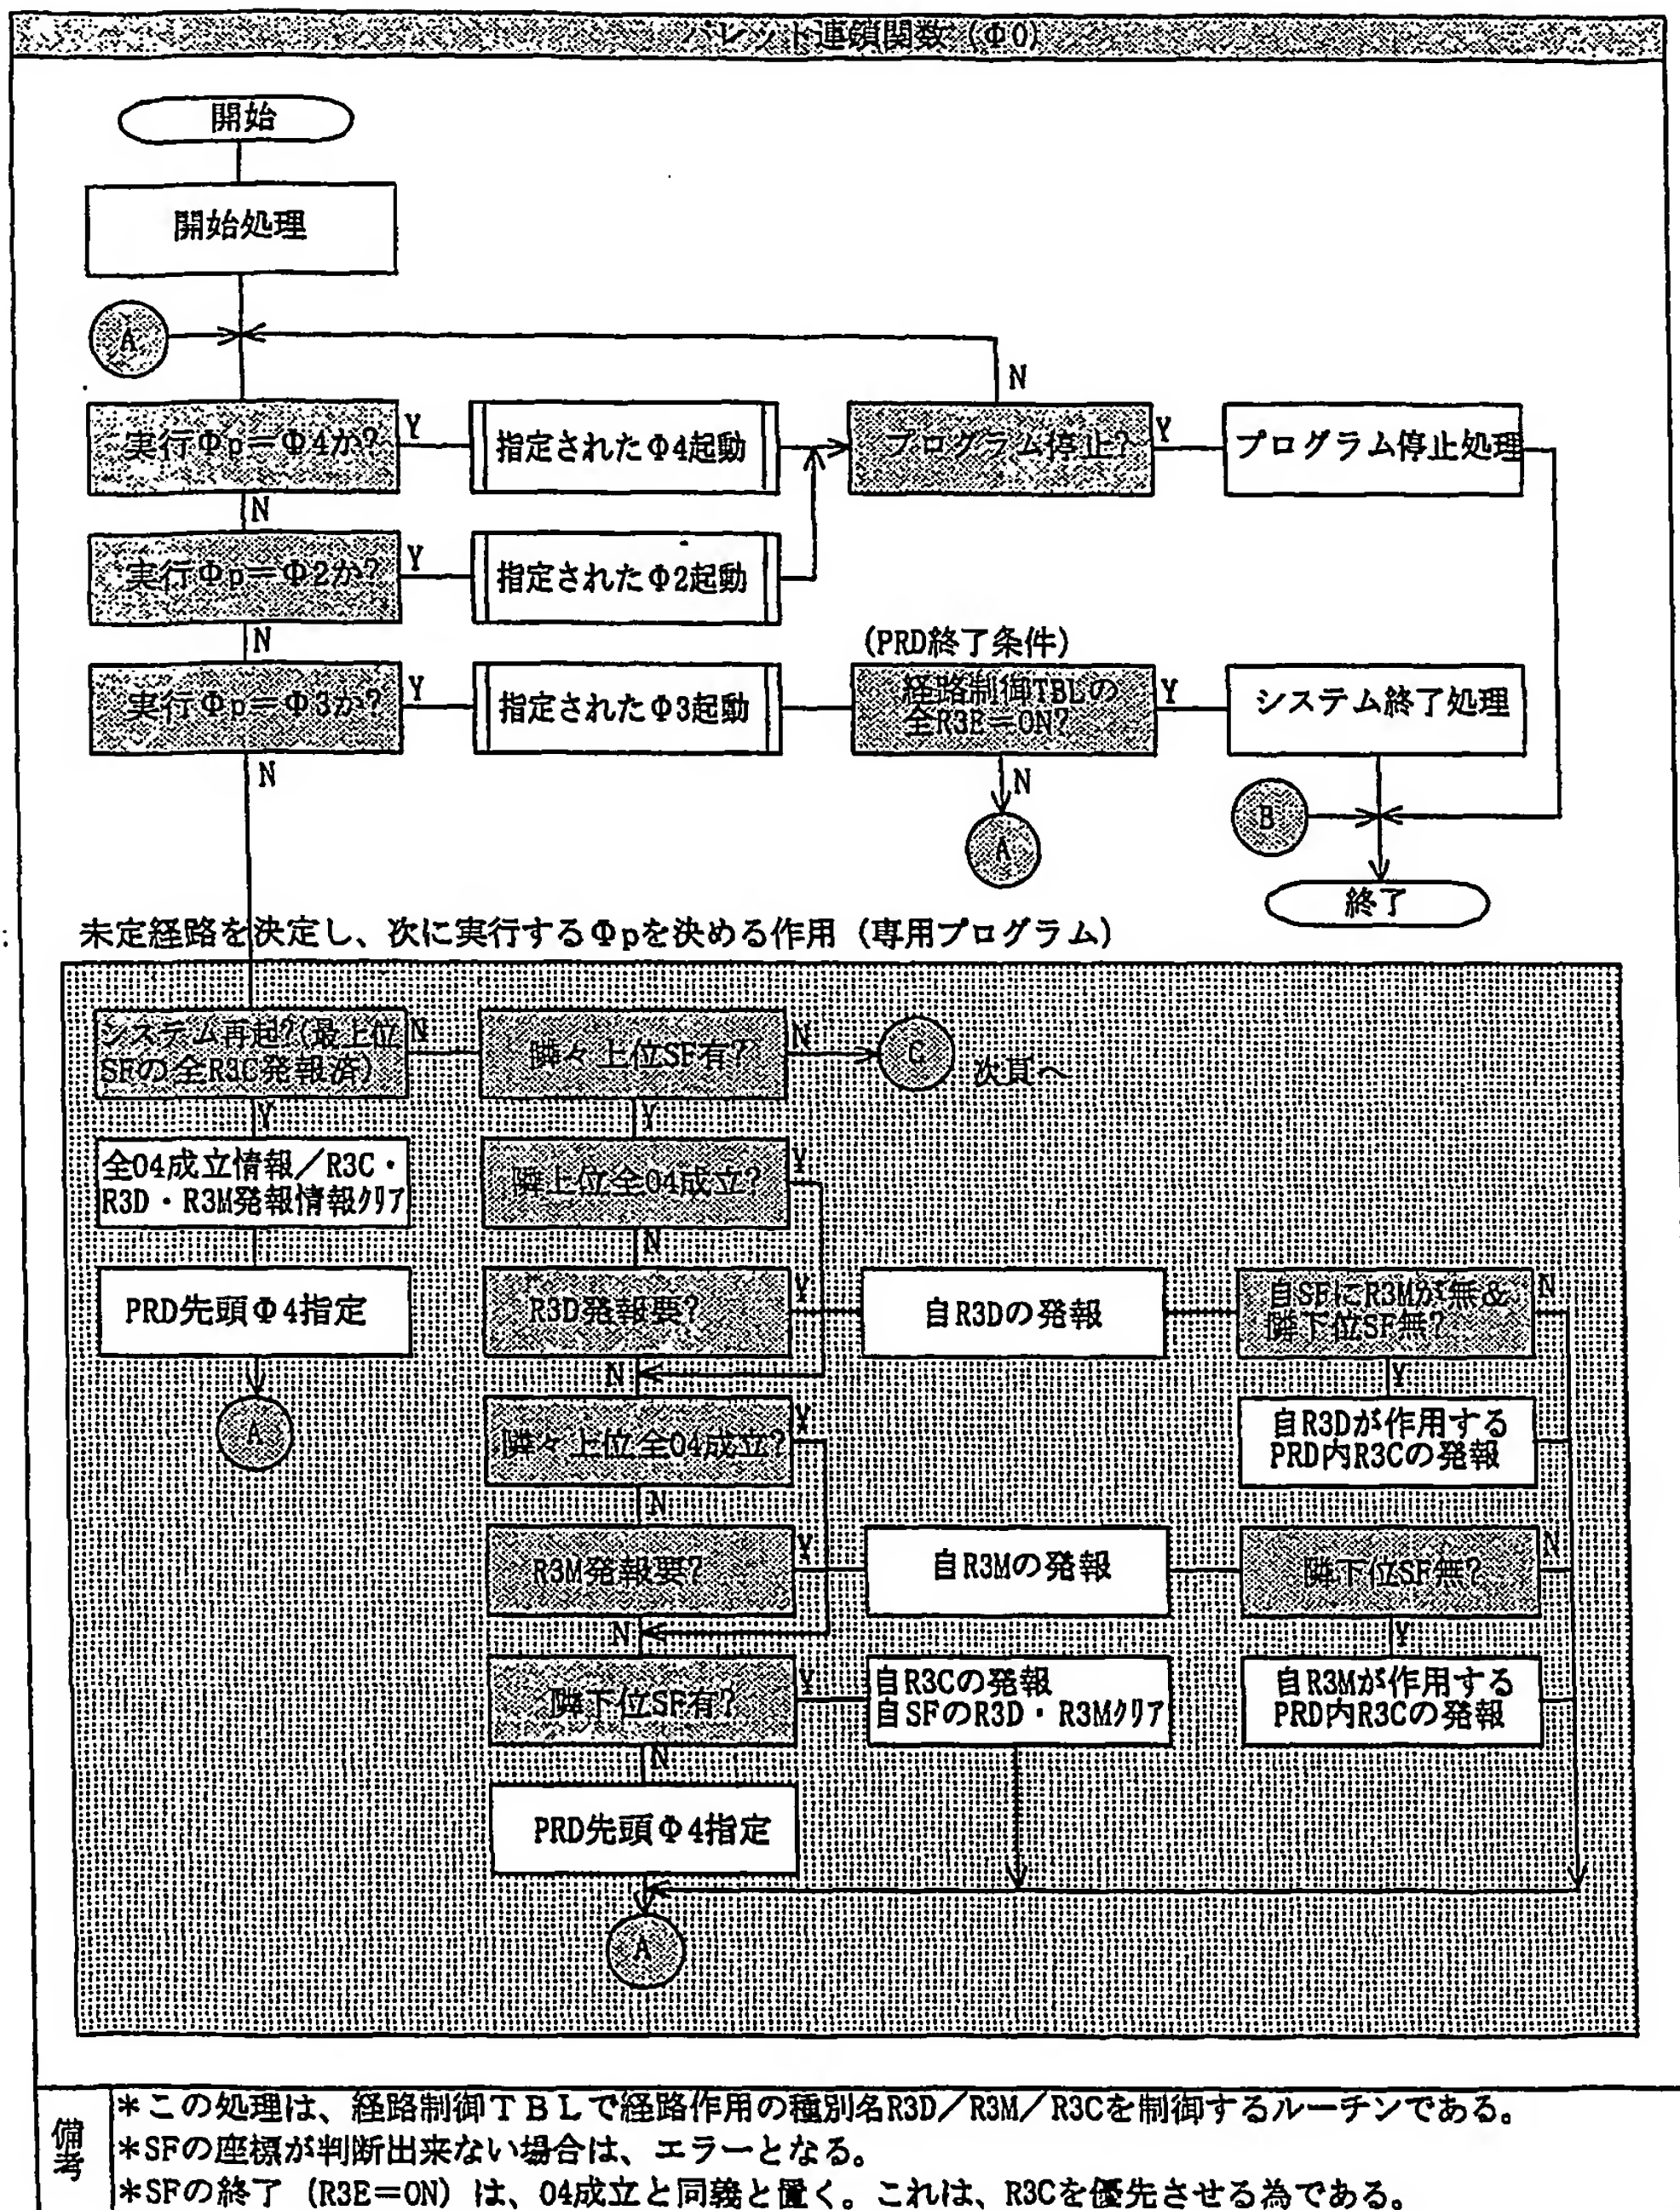 パレット連鎖関数(Φ0)
開始
開始処理
A
N
実行Φp=Φ4か?
Y
指定されたΦ4起動
プログラム停止?
Y
プログラム停止処理
N
実行Φp=Φ2か?
Y
指定されたΦ2起動
N
(PRD終了条件)
実行Φp=Φ3か?
Y
指定されたΦ3起動
経路制御TBLの
全R3E=ON?
Y
システム終了処理
N
N
B
A
終了
未定経路を決定し、次に実行するΦpを決める作用(専用プログラム)
システム再起?(最上位
SFの全R3C発報済)
N
隣々上位SF有?
N
C
次頁へ
Y
Y
全04成立情報/R3C・
R3D・R3M発報情報クリア
隣上位全04成立?
Y
N
PRD先頭Φ4指定
R3D発報要?
Y
自R3Dの発報
自SFにR3Mが無&
隣下位SF無?
N
N
Y
A
隣々上位全04成立?
Y
自R3Dが作用する
PRD内R3Cの発報
N
R3M発報要?
Y
自R3Mの発報
隣下位SF無?
N
N
Y
隣下位SF有?
Y
自R3Cの発報
自SFのR3D・R3Mクリア
自R3Mが作用する
PRD内R3Cの発報
N
PRD先頭Φ4指定
A
備考
*この処理は、経路制御TBLで経路作用の種別名R3D/R3M/R3Cを制御するルーチンである。
*SFの座標が判断出来ない場合は、エラーとなる。
*SFの終了(R3E=ON)は、04成立と同義と置く。これは、R3Cを優先させる為である。